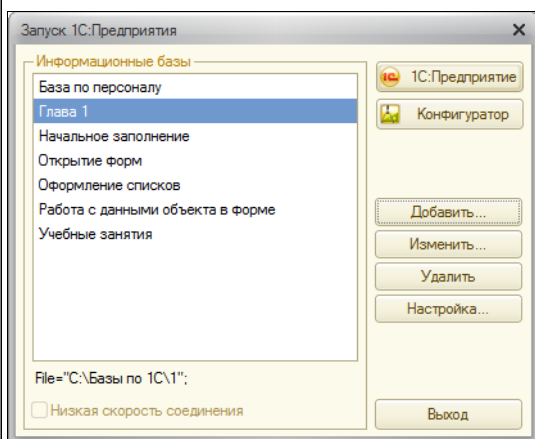 Запуск 1С:Предприятия
Информационные базы
База по персоналу
Глава 1
Начальное заполнение
Открытие форм
Оформление списков
Работа с данными объекта в форме
Учебные занятия
File="C:\Базы по 1С\1";
Низкая скорость соединения
1С:Предприятие
Конфигуратор
Добавить...
Изменить...
Удалить
Настройка...
Выход